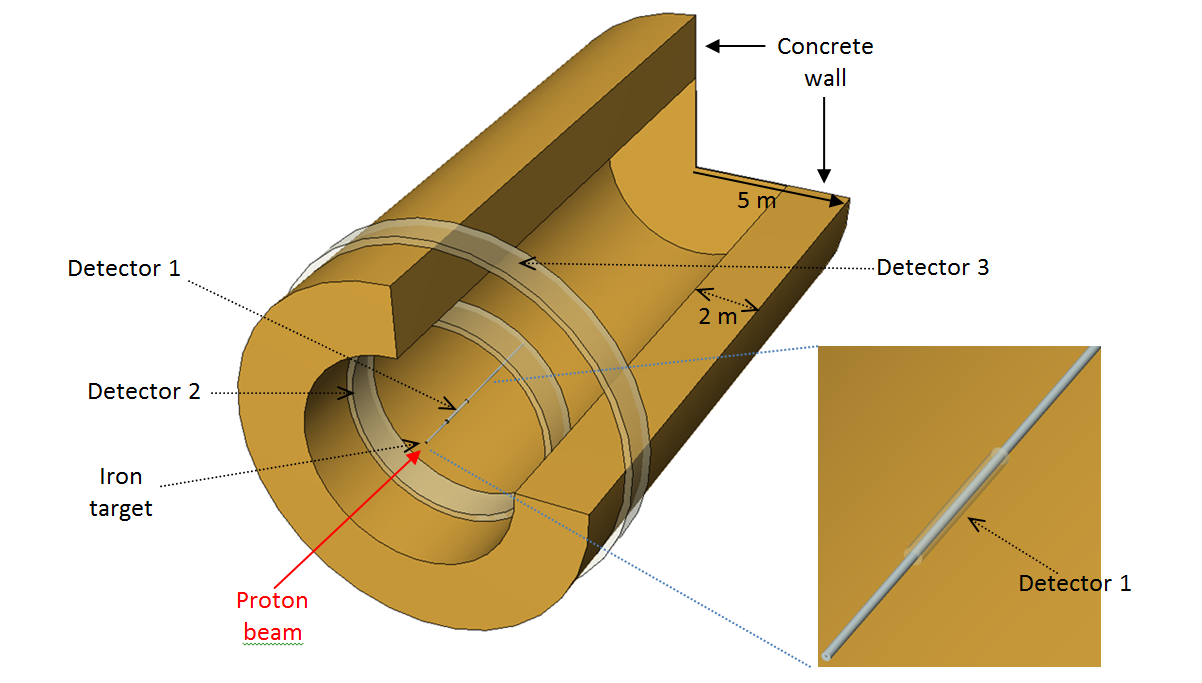 Concrete
wall
5 m
Detector 1
Detector 3
2 m
Detector 2
Iron
target
Detector 1
Proton
beam